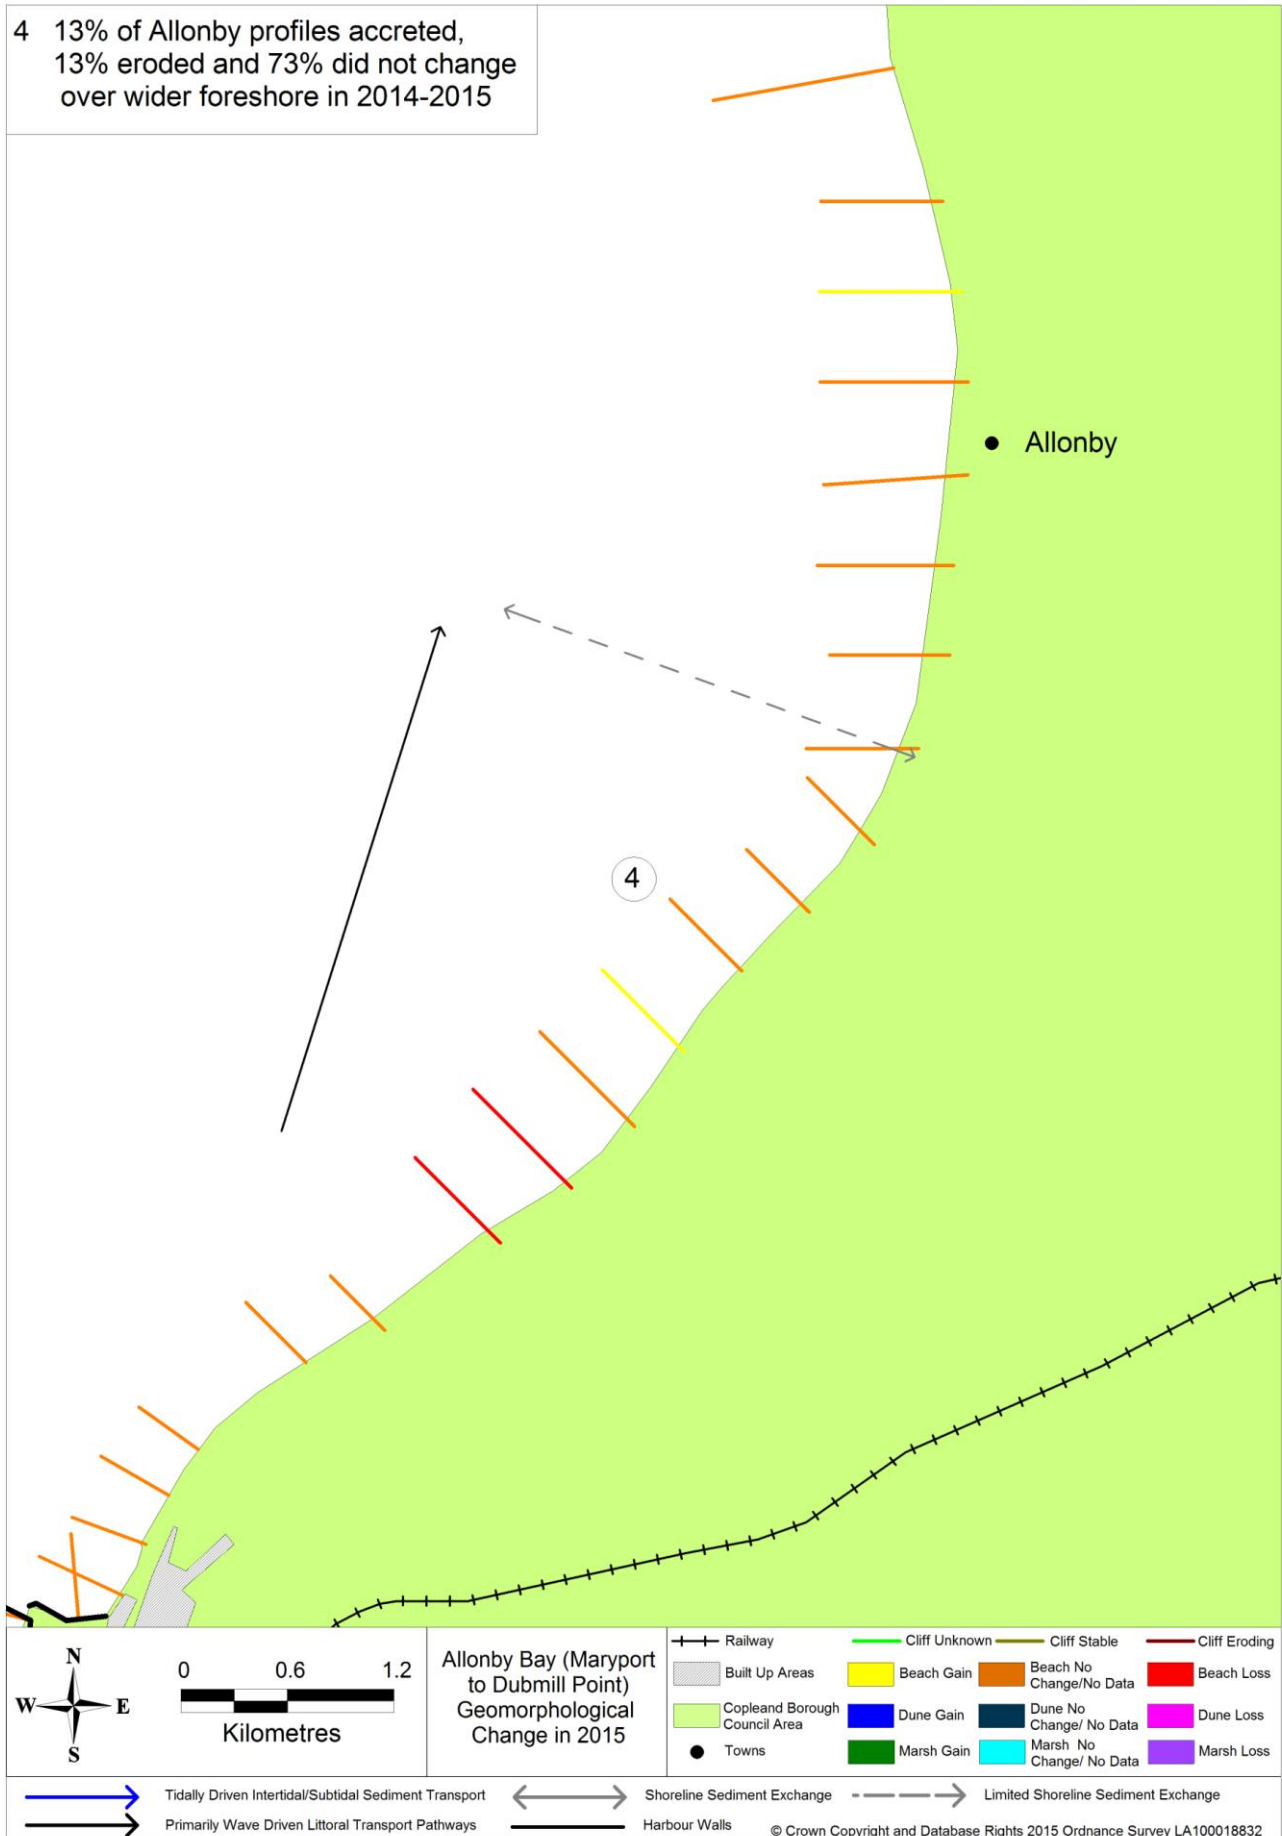 4 13% of Allonby profiles accreted,
13% eroded and 73% did not change
over wider foreshore in 2014-2015
Allonby
4
N
W E
S
0 0.6 1.2
Kilometres
Allonby Bay (Maryport
to Dubmill Point)
Geomorphological
Change in 2015
Railway
Cliff Unknown
Cliff Stable
Cliff Eroding
Built Up Areas
Beach Gain
Beach No
Change/No Data
Beach Loss
Copleand Borough
Council Area
Dune Gain
Dune No
Change/ No Data
Dune Loss
Towns
Marsh Gain
Marsh No
Change/ No Data
Marsh Loss
Tidally Driven Intertidal/Subtidal Sediment Transport
Shoreline Sediment Exchange
Limited Shoreline Sediment Exchange
Primarily Wave Driven Littoral Transport Pathways
Harbour Walls
© Crown Copyright and Database Rights 2015 Ordnance Survey LA100018832